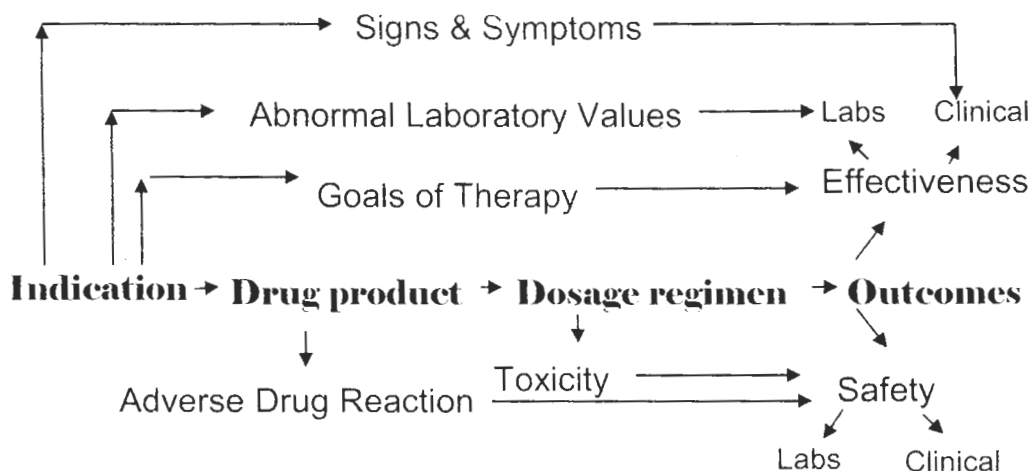 Signs & Symptoms
Abnormal Laboratory Values
Labs
Clinical
Goals of Therapy
Effectiveness
Indication
Drug product
Dosage regimen
Outcomes
Adverse Drug Reaction
Toxicity
Safety
Labs
Clinical